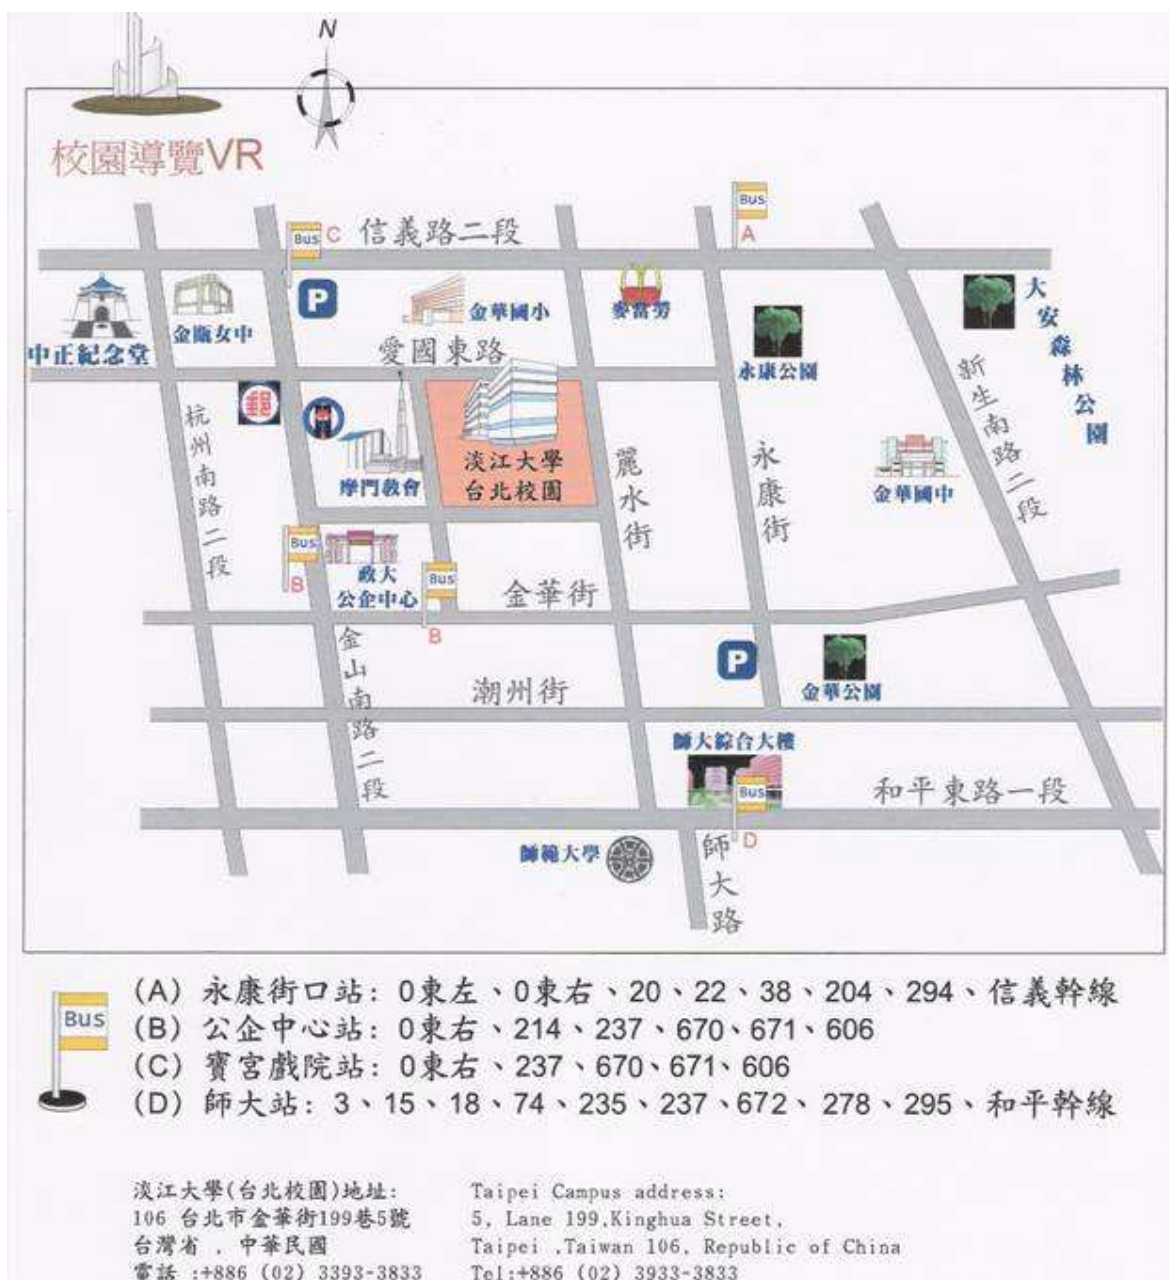 N
校園導覽VR
Bus
A
Bus
C
信義路二段
P
中正紀念堂
金甌女中
金華國小
麥當勞
永康公園
大安森林公園
愛國東路
新生南路二段
郵
杭州南路二段
摩門教會
淡江大學
台北校園
麗水街
永康街
金華國中
Bus
B
政大
公企中心
Bus
B
金華街
金山南路二段
潮州街
P
金華公園
師大綜合大樓
Bus
D
和平東路一段
師範大學
師大路
Bus
(A) 永康街口站: 0東左、0東右、20、22、38、204、294、信義幹線
(B) 公企中心站: 0東右、214、237、670、671、606
(C) 寶宮戲院站: 0東右、237、670、671、606
(D) 師大站: 3、15、18、74、235、237、672、278、295、和平幹線
淡江大學(台北校園)地址:
106 台北市金華街199巷5號
台灣省 , 中華民國
電話 :+886 (02) 3393-3833
Taipei Campus address:
5, Lane 199,Kinghua Street,
Taipei ,Taiwan 106, Republic of China
Tel:+886 (02) 3933-3833